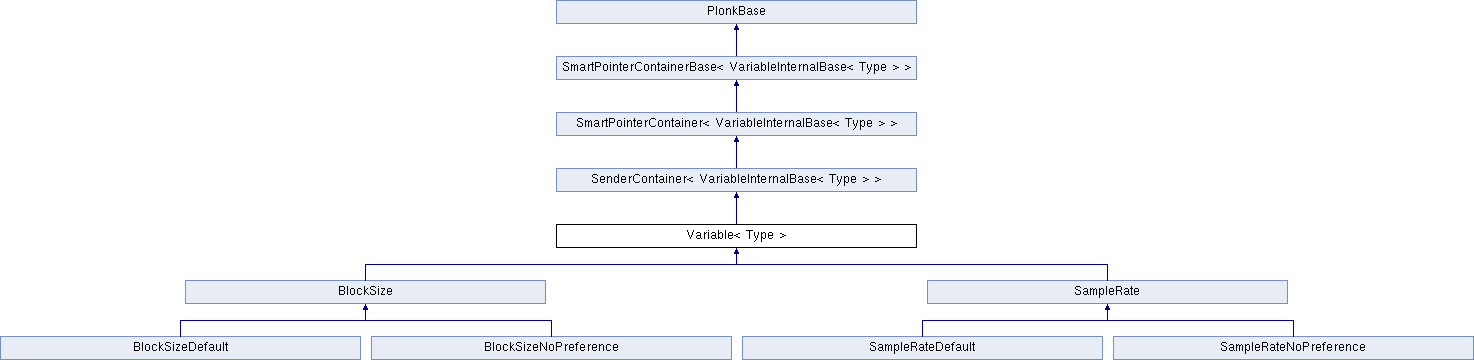 PlonkBase
SmartPointerContainerBase< VariableInternalBase< Type > >
SmartPointerContainer< VariableInternalBase< Type > >
SenderContainer< VariableInternalBase< Type > >
Variable< Type >
BlockSize
SampleRate
BlockSizeDefault
BlockSizeNoPreference
SampleRateDefault
SampleRateNoPreference